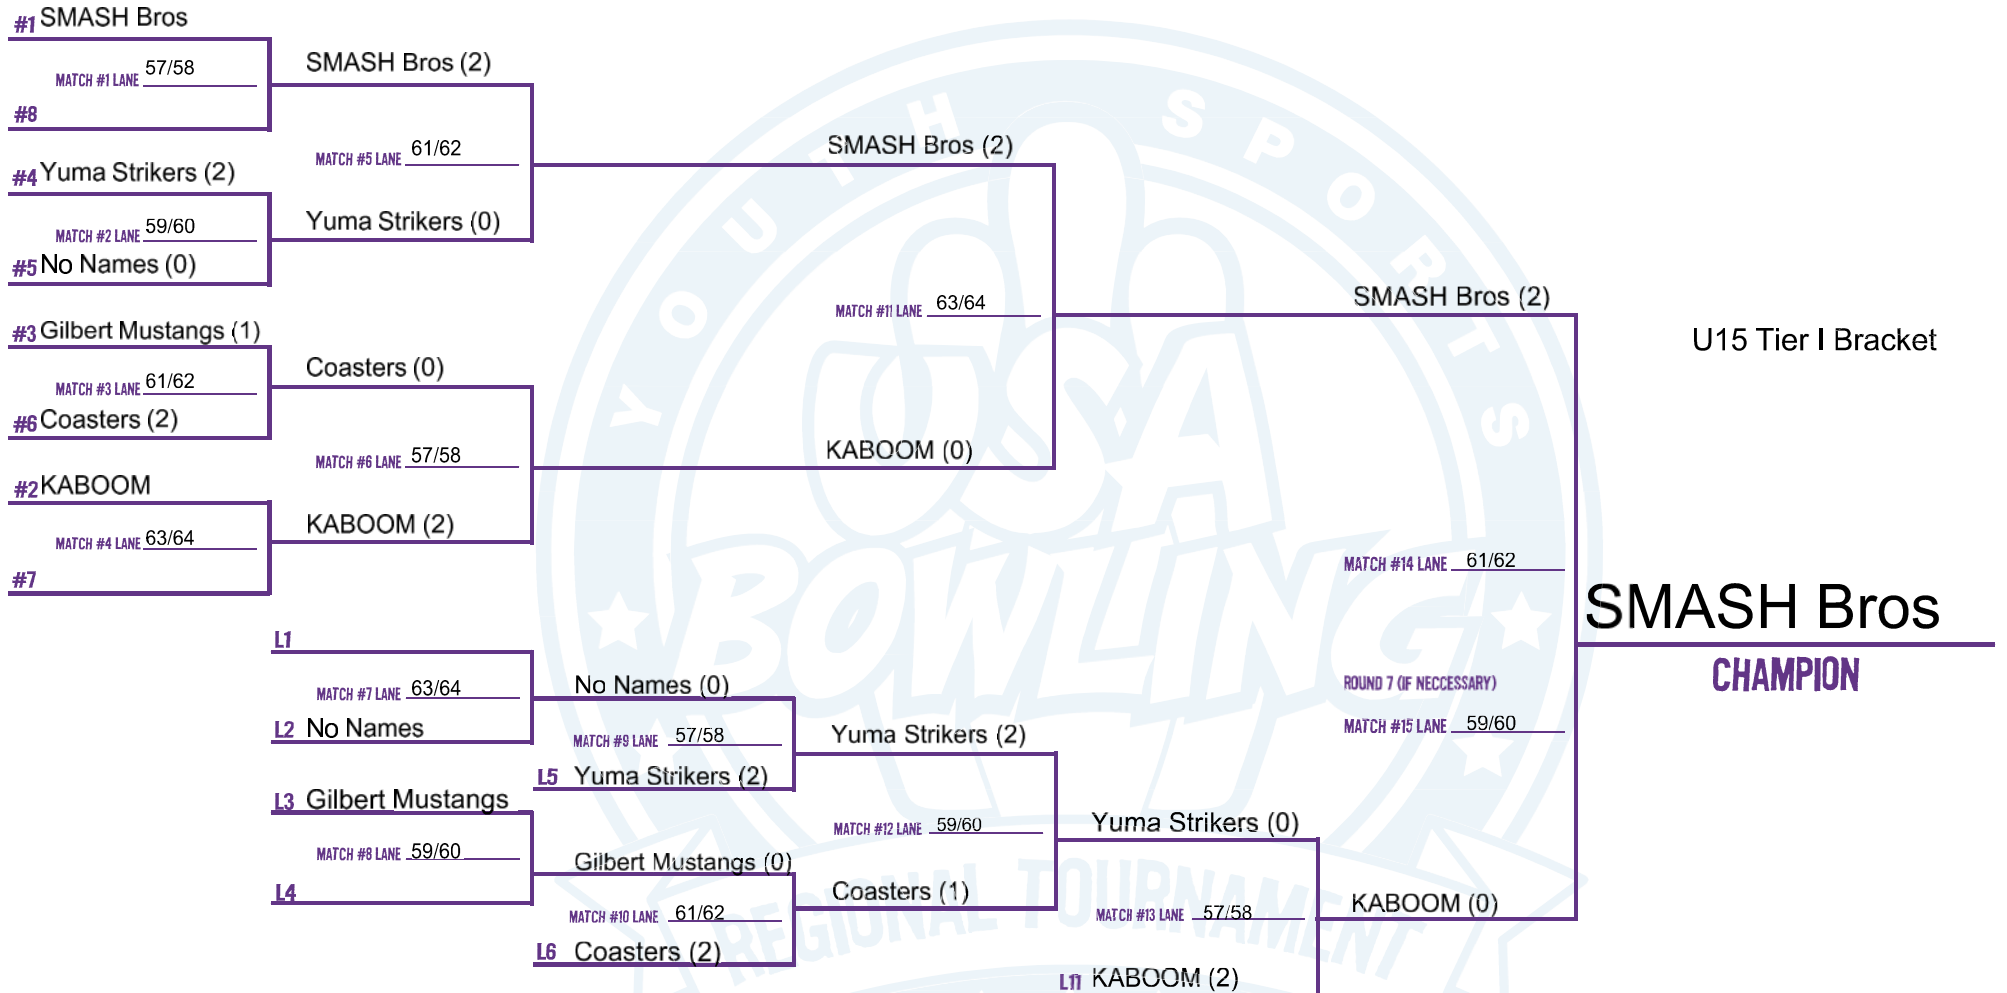 #1 SMASH Bros
MATCH #1 LANE 57/58
#8
SMASH Bros (2)
#4 Yuma Strikers (2)
MATCH #2 LANE 59/60
#5 No Names (0)
MATCH #5 LANE 61/62
Yuma Strikers (0)
#3 Gilbert Mustangs (1)
MATCH #3 LANE 61/62
#6 Coasters (2)
Coasters (0)
MATCH #6 LANE 57/58
#2 KABOOM
MATCH #4 LANE 63/64
#7
KABOOM (2)
SMASH Bros (2)
MATCH #11 LANE 63/64
KABOOM (0)
SMASH Bros (2)
U15 Tier I Bracket
MATCH #14 LANE 61/62
SMASH Bros
CHAMPION
ROUND 7 (IF NECCESSARY)
MATCH #15 LANE 59/60
L1
MATCH #7 LANE 63/64
L2 No Names
No Names (0)
MATCH #9 LANE 57/58
L5 Yuma Strikers (2)
L3 Gilbert Mustangs
MATCH #8 LANE 59/60
L4
Gilbert Mustangs (0)
MATCH #10 LANE 61/62
L6 Coasters (2)
Yuma Strikers (2)
MATCH #12 LANE 59/60
Coasters (1)
Yuma Strikers (0)
MATCH #13 LANE 57/58
L11 KABOOM (2)
KABOOM (0)
YOUTH SPORTS
USA
BOWLING
REGIONAL TOURNAMENT